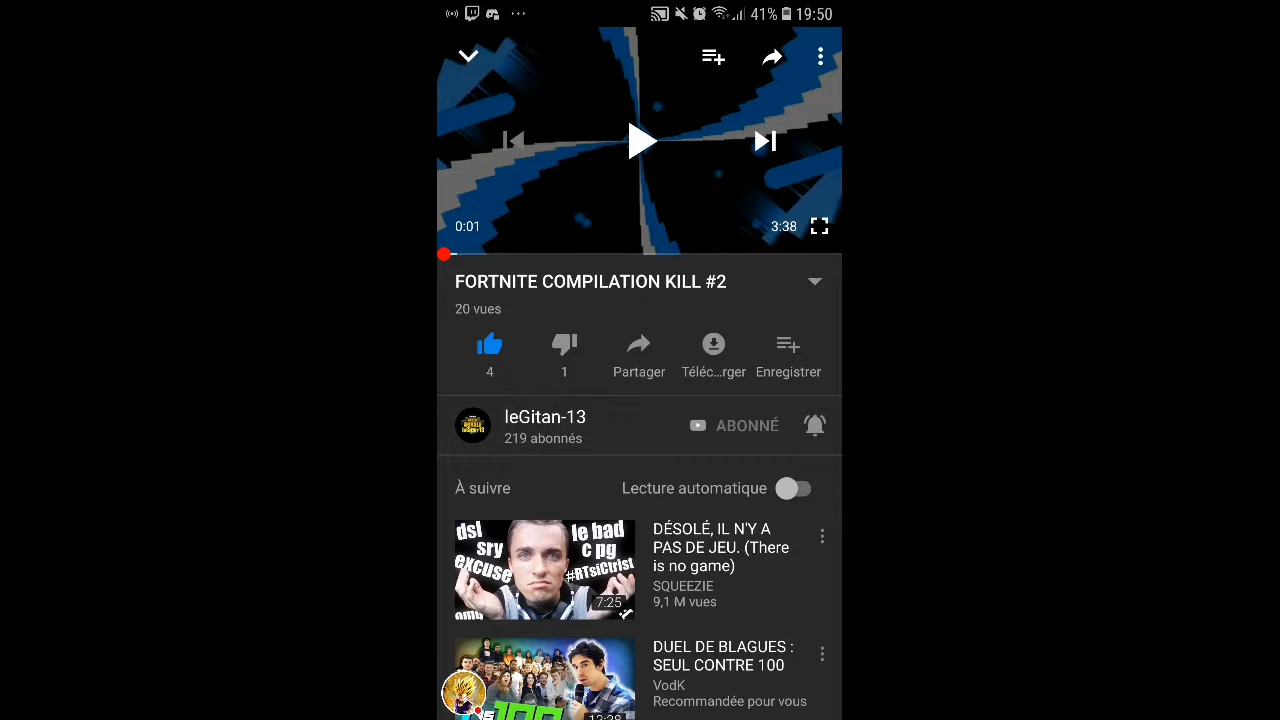 41% 19:50
0:01 3:38
FORTNITE COMPILATION KILL #2
20 vues
4 1 Partager Téléc...rger Enregistrer
leGitan-13
219 abonnés
ABONNÉ
À suivre Lecture automatique
dsl
sry
excuse
le bad
c pg
#RTsiCtrist
7:25
DÉSOLÉ, IL N'Y A
PAS DE JEU. (There
is no game)
SQUEEZIE
9,1 M vues
DUEL DE BLAGUES :
SEUL CONTRE 100
VodK
Recommandée pour vous
100